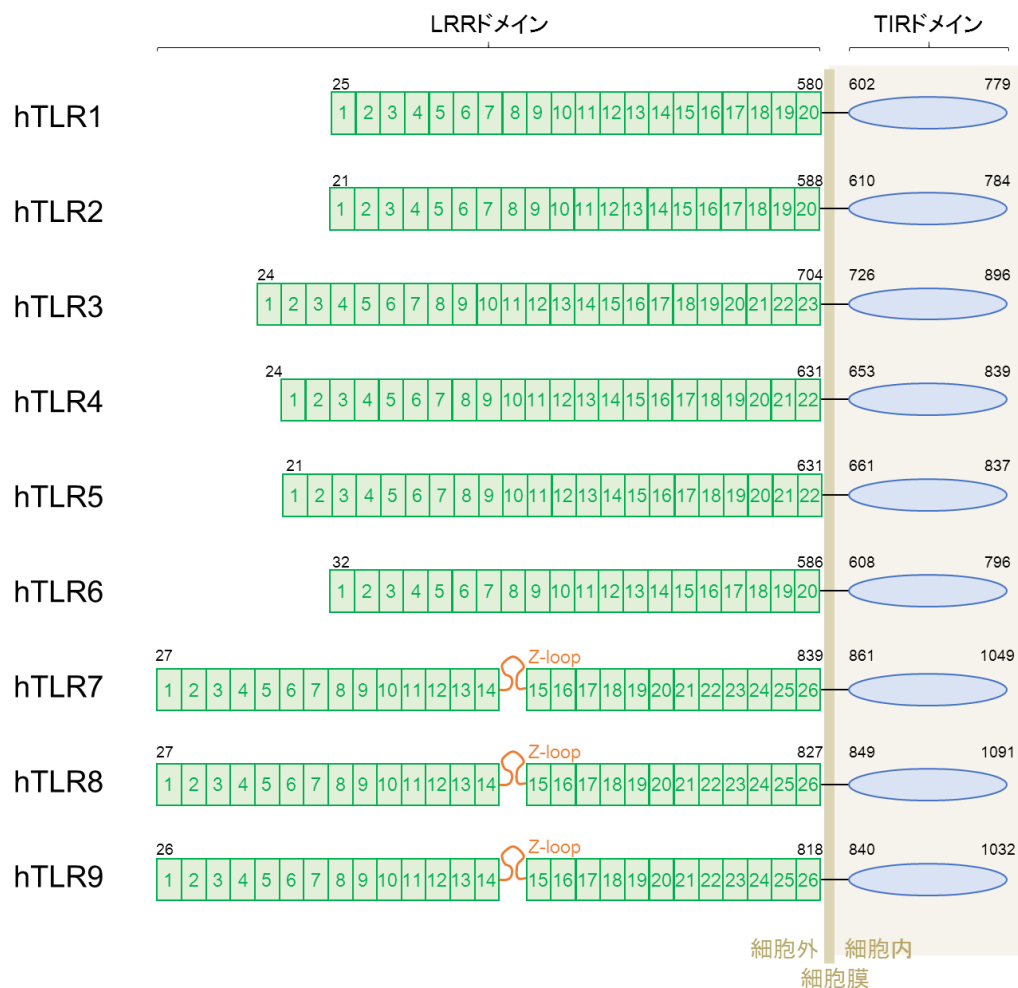 LRRドメイン TIRドメイン
25 580 602 779
hTLR1 1 2 3 4 5 6 7 8 9 10 11 12 13 14 15 16 17 18 19 20
21 588 610 784
hTLR2 1 2 3 4 5 6 7 8 9 10 11 12 13 14 15 16 17 18 19 20
24 704 726 896
hTLR3 1 2 3 4 5 6 7 8 9 10 11 12 13 14 15 16 17 18 19 20 21 22 23
24 631 653 839
hTLR4 1 2 3 4 5 6 7 8 9 10 11 12 13 14 15 16 17 18 19 20 21 22
21 631 661 837
hTLR5 1 2 3 4 5 6 7 8 9 10 11 12 13 14 15 16 17 18 19 20 21 22
32 586 608 796
hTLR6 1 2 3 4 5 6 7 8 9 10 11 12 13 14 15 16 17 18 19 20
27 Z-loop 839 861 1049
hTLR7 1 2 3 4 5 6 7 8 9 10 11 12 13 14 15 16 17 18 19 20 21 22 23 24 25 26
27 Z-loop 827 849 1091
hTLR8 1 2 3 4 5 6 7 8 9 10 11 12 13 14 15 16 17 18 19 20 21 22 23 24 25 26
26 Z-loop 818 840 1032
hTLR9 1 2 3 4 5 6 7 8 9 10 11 12 13 14 15 16 17 18 19 20 21 22 23 24 25 26
細胞外 細胞内
細胞膜